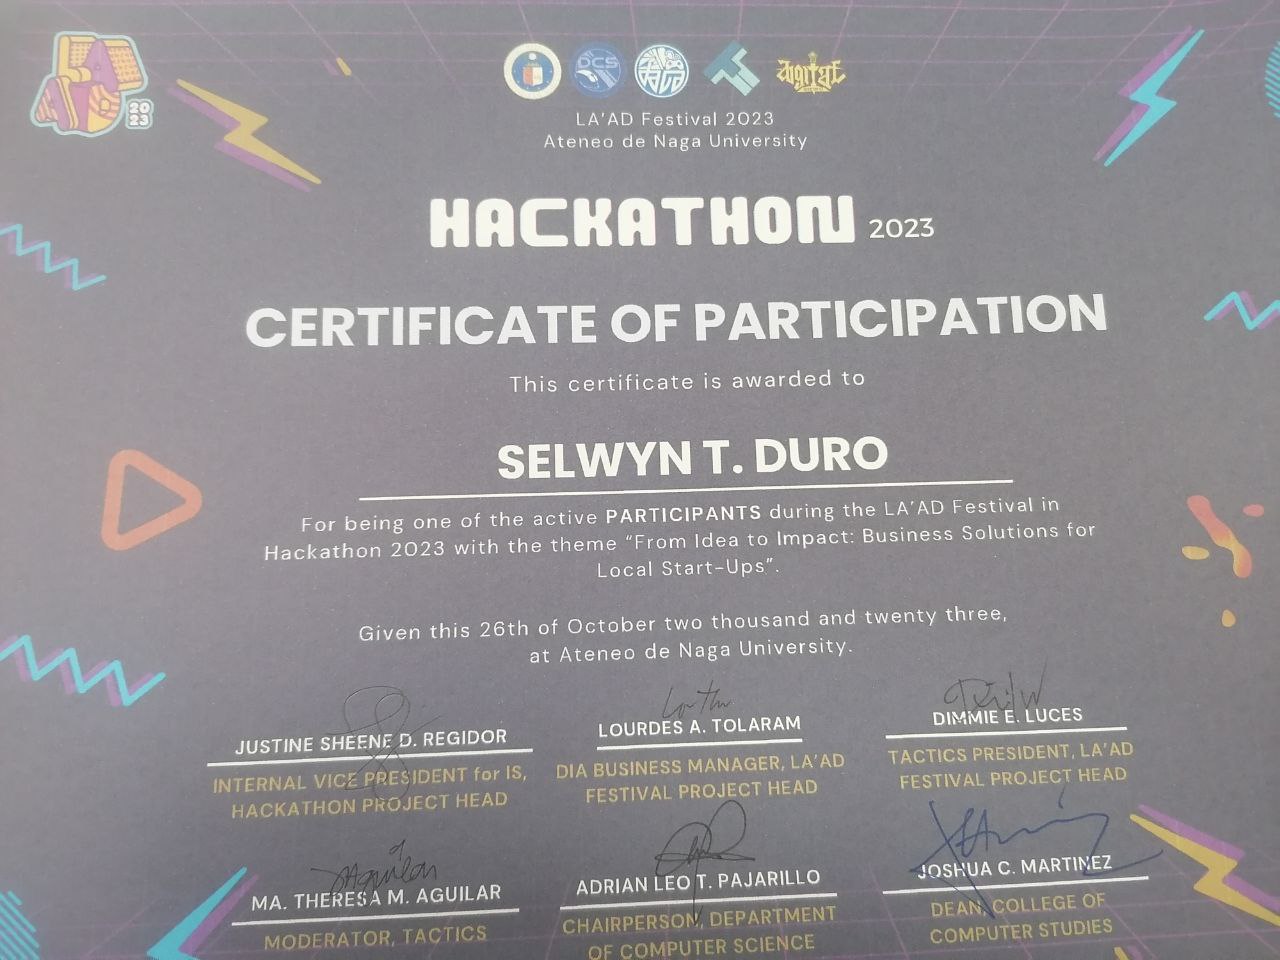 20
23
DCS
Digital
LA'AD Festival 2023
Ateneo de Naga University
HACKATHON 2023
CERTIFICATE OF PARTICIPATION
This certificate is awarded to
SELWYN T. DURO
For being one of the active PARTICIPANTS during the LA'AD Festival in
Hackathon 2023 with the theme “From Idea to Impact: Business Solutions for
Local Start-Ups”.
Given this 26th of October two thousand and twenty three,
at Ateneo de Naga University.
JUSTINE SHEENE D. REGIDOR
INTERNAL VICE PRESIDENT for IS,
HACKATHON PROJECT HEAD
LOURDES A. TOLARAM
DIA BUSINESS MANAGER, LA'AD
FESTIVAL PROJECT HEAD
DIMMIE E. LUCES
TACTICS PRESIDENT, LA'AD
FESTIVAL PROJECT HEAD
MA. THERESA M. AGUILAR
MODERATOR, TACTICS
ADRIAN LEO T. PAJARILLO
CHAIRPERSON, DEPARTMENT
OF COMPUTER SCIENCE
JOSHUA C. MARTINEZ
DEAN, COLLEGE OF
COMPUTER STUDIES